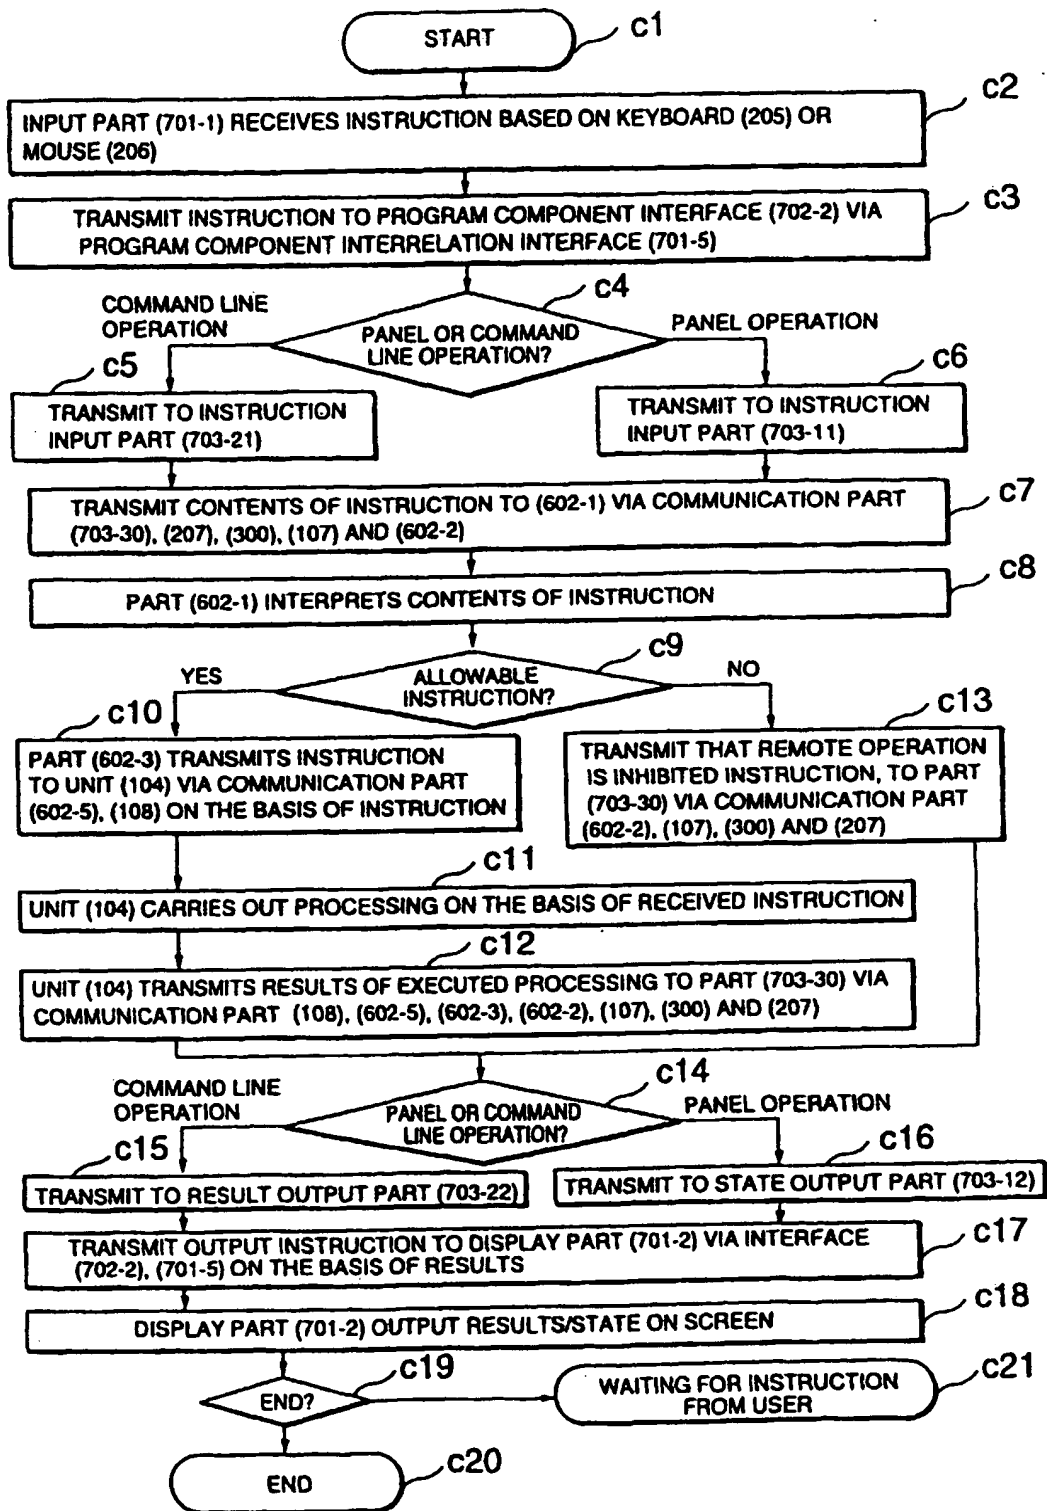 START
c1
c2
INPUT PART (701-1) RECEIVES INSTRUCTION BASED ON KEYBOARD (205) OR
MOUSE (206)
c3
TRANSMIT INSTRUCTION TO PROGRAM COMPONENT INTERFACE (702-2) VIA
PROGRAM COMPONENT INTERRELATION INTERFACE (701-5)
c4
COMMAND LINE
OPERATION
PANEL OR COMMAND
LINE OPERATION?
PANEL OPERATION
c5
TRANSMIT TO INSTRUCTION
INPUT PART (703-21)
c6
TRANSMIT TO INSTRUCTION
INPUT PART (703-11)
c7
TRANSMIT CONTENTS OF INSTRUCTION TO (602-1) VIA COMMUNICATION PART
(703-30), (207), (300), (107) AND (602-2)
c8
PART (602-1) INTERPRETS CONTENTS OF INSTRUCTION
c9
YES
ALLOWABLE
INSTRUCTION?
NO
c10
PART (602-3) TRANSMITS INSTRUCTION
TO UNIT (104) VIA COMMUNICATION PART
(602-5), (108) ON THE BASIS OF INSTRUCTION
c13
TRANSMIT THAT REMOTE OPERATION
IS INHIBITED INSTRUCTION, TO PART
(703-30) VIA COMMUNICATION PART
(602-2), (107), (300) AND (207)
c11
UNIT (104) CARRIES OUT PROCESSING ON THE BASIS OF RECEIVED INSTRUCTION
c12
UNIT (104) TRANSMITS RESULTS OF EXECUTED PROCESSING TO PART (703-30) VIA
COMMUNICATION PART (108), (602-5), (602-3), (602-2), (107), (300) AND (207)
c14
COMMAND LINE
OPERATION
PANEL OR COMMAND
LINE OPERATION?
PANEL OPERATION
c15
TRANSMIT TO RESULT OUTPUT PART (703-22)
c16
TRANSMIT TO STATE OUTPUT PART (703-12)
c17
TRANSMIT OUTPUT INSTRUCTION TO DISPLAY PART (701-2) VIA INTERFACE
(702-2), (701-5) ON THE BASIS OF RESULTS
c18
DISPLAY PART (701-2) OUTPUT RESULTS/STATE ON SCREEN
c19
END?
c21
WAITING FOR INSTRUCTION
FROM USER
END
c20